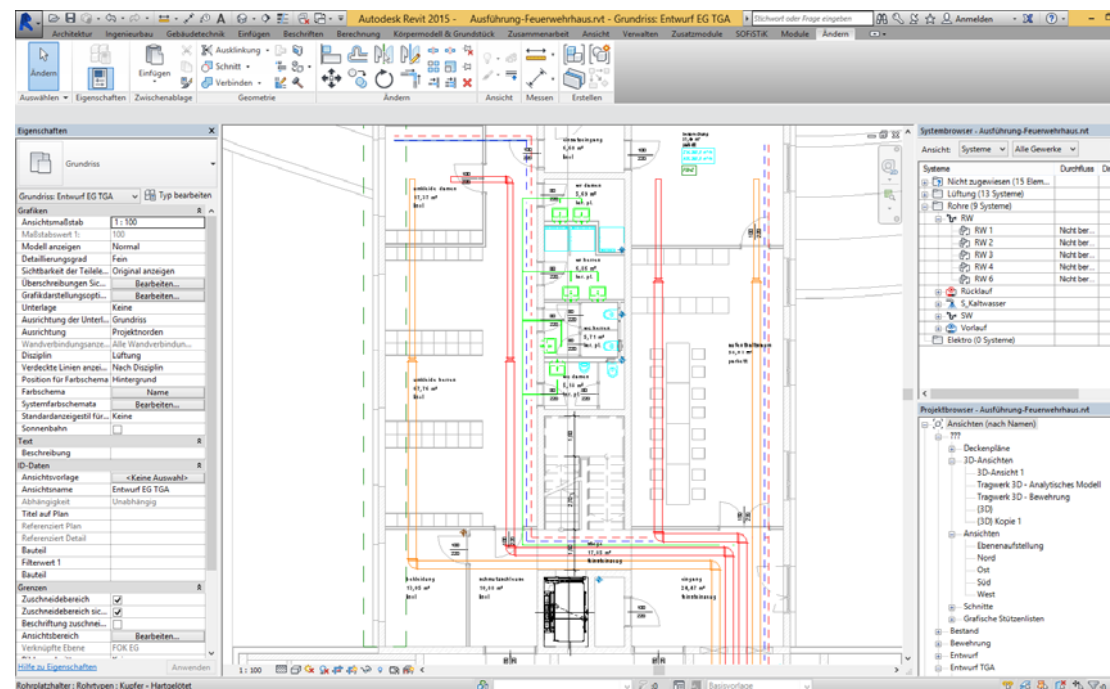 Autodesk Revit 2015 - Ausführung-Feuerwehrhaus.rvt - Grundriss: Entwurf EG TGA
Stichwort oder Frage eingeben
Anmelden
Architektur Ingenieurbau Gebäudetechnik Einfügen Beschriften Berechnung Körpermodell & Grundstück Zusammenarbeit Ansicht Verwalten Zusatzmodule SOFiSTiK Module Ändern
Ändern
Einfügen
Ausklinkung
Schnitt
Verbinden
Auswählen Eigenschaften Zwischenablage Geometrie Ändern Ansicht Messen Erstellen
Eigenschaften X
Grundriss
Grundriss: Entwurf EG TGA Typ bearbeiten
Grafiken
Ansichtsmaßstab 1 : 100
Maßstabswert 1: 100
Modell anzeigen Normal
Detaillierungsgrad Fein
Sichtbarkeit der Teilele... Original anzeigen
Überschreibungen Sic... Bearbeiten...
Grafikdarstellungsopti... Bearbeiten...
Unterlage Keine
Ausrichtung der Unterl... Grundriss
Ausrichtung Projektnorden
Wandverbindungsanze... Alle Wandverbindun...
Disziplin Lüftung
Verdeckte Linien anzei... Nach Disziplin
Position für Farbschema Hintergrund
Farbschema Name
Systemfarbschemata Bearbeiten...
Standardanzeigestil für... Keine
Sonnenbahn
Text
Beschreibung
ID-Daten
Ansichtsvorlage <Keine Auswahl>
Ansichtsname Entwurf EG TGA
Abhängigkeit Unabhängig
Titel auf Plan
Referenziert Plan
Referenziert Detail
Bauteil
Filterwert 1
Bauteil
Grenzen
Zuschneidebereich
Zuschneidebereich sic...
Beschriftung zuschnei...
Ansichtsbereich Bearbeiten...
Verknüpfte Ebene FOK EG
Hilfe zu Eigenschaften Anwenden
1 : 100
Rohrplatzhalter : Rohrtypen : Kupfer - Hartgelötet
Basisvorlage
Systembrowser - Ausführung-Feuerwehrhaus.rvt
Ansicht: Systeme Alle Gewerke
Systeme Durchfluss
Nicht zugewiesen (15 Elem...
Lüftung (13 Systeme)
Rohre (9 Systeme)
RW
RW 1 Nicht ber...
RW 2 Nicht ber...
RW 3 Nicht ber...
RW 4 Nicht ber...
RW 6 Nicht ber...
Rücklauf
S_Kaltwasser
SW
Vorlauf
Elektro (0 Systeme)
Projektbrowser - Ausführung-Feuerwehrhaus.rvt
Ansichten (nach Namen)
???
Deckenpläne
3D-Ansichten
3D-Ansicht 1
Tragwerk 3D - Analytisches Modell
Tragwerk 3D - Bewehrung
{3D}
{3D} Kopie 1
Ansichten
Ebenenaufstellung
Nord
Ost
Süd
West
Schnitte
Grafische Stützenlisten
Bestand
Bewehrung
Entwurf
Entwurf TGA